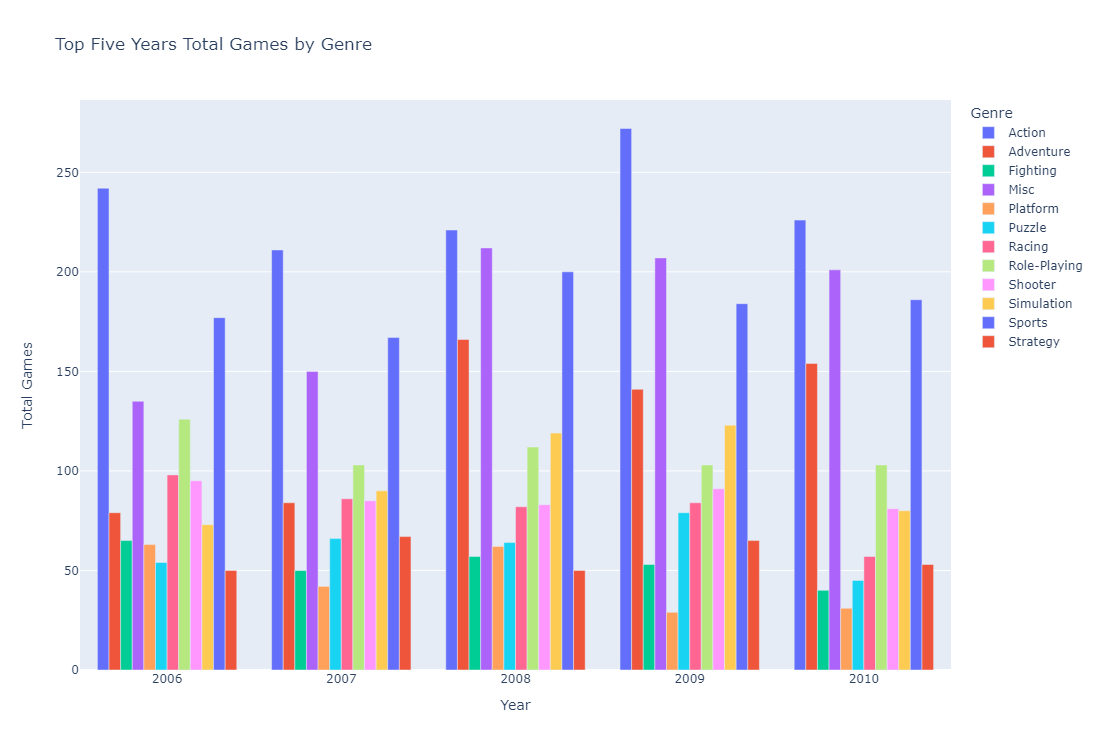 Top Five Years Total Games by Genre
Genre
Action
Adventure
Fighting
Misc
Platform
Puzzle
Racing
Role-Playing
Shooter
Simulation
Sports
Strategy
Total Games
250
200
150
100
50
0
2006 2007 2008 2009 2010
Year